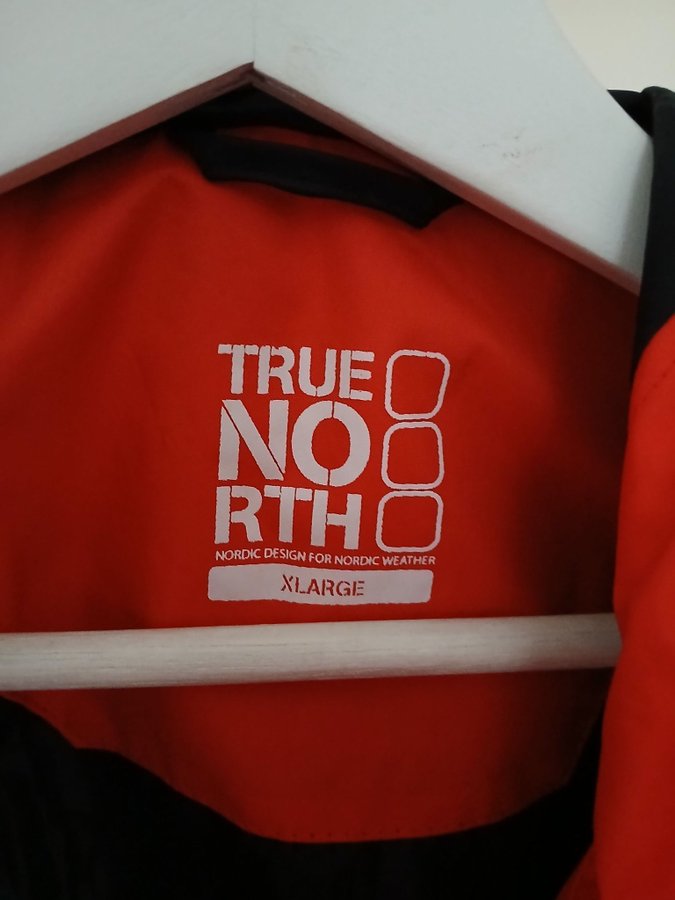 TRUE
NO
RTH
NORDIC DESIGN FOR NORDIC WEATHER
XLARGE